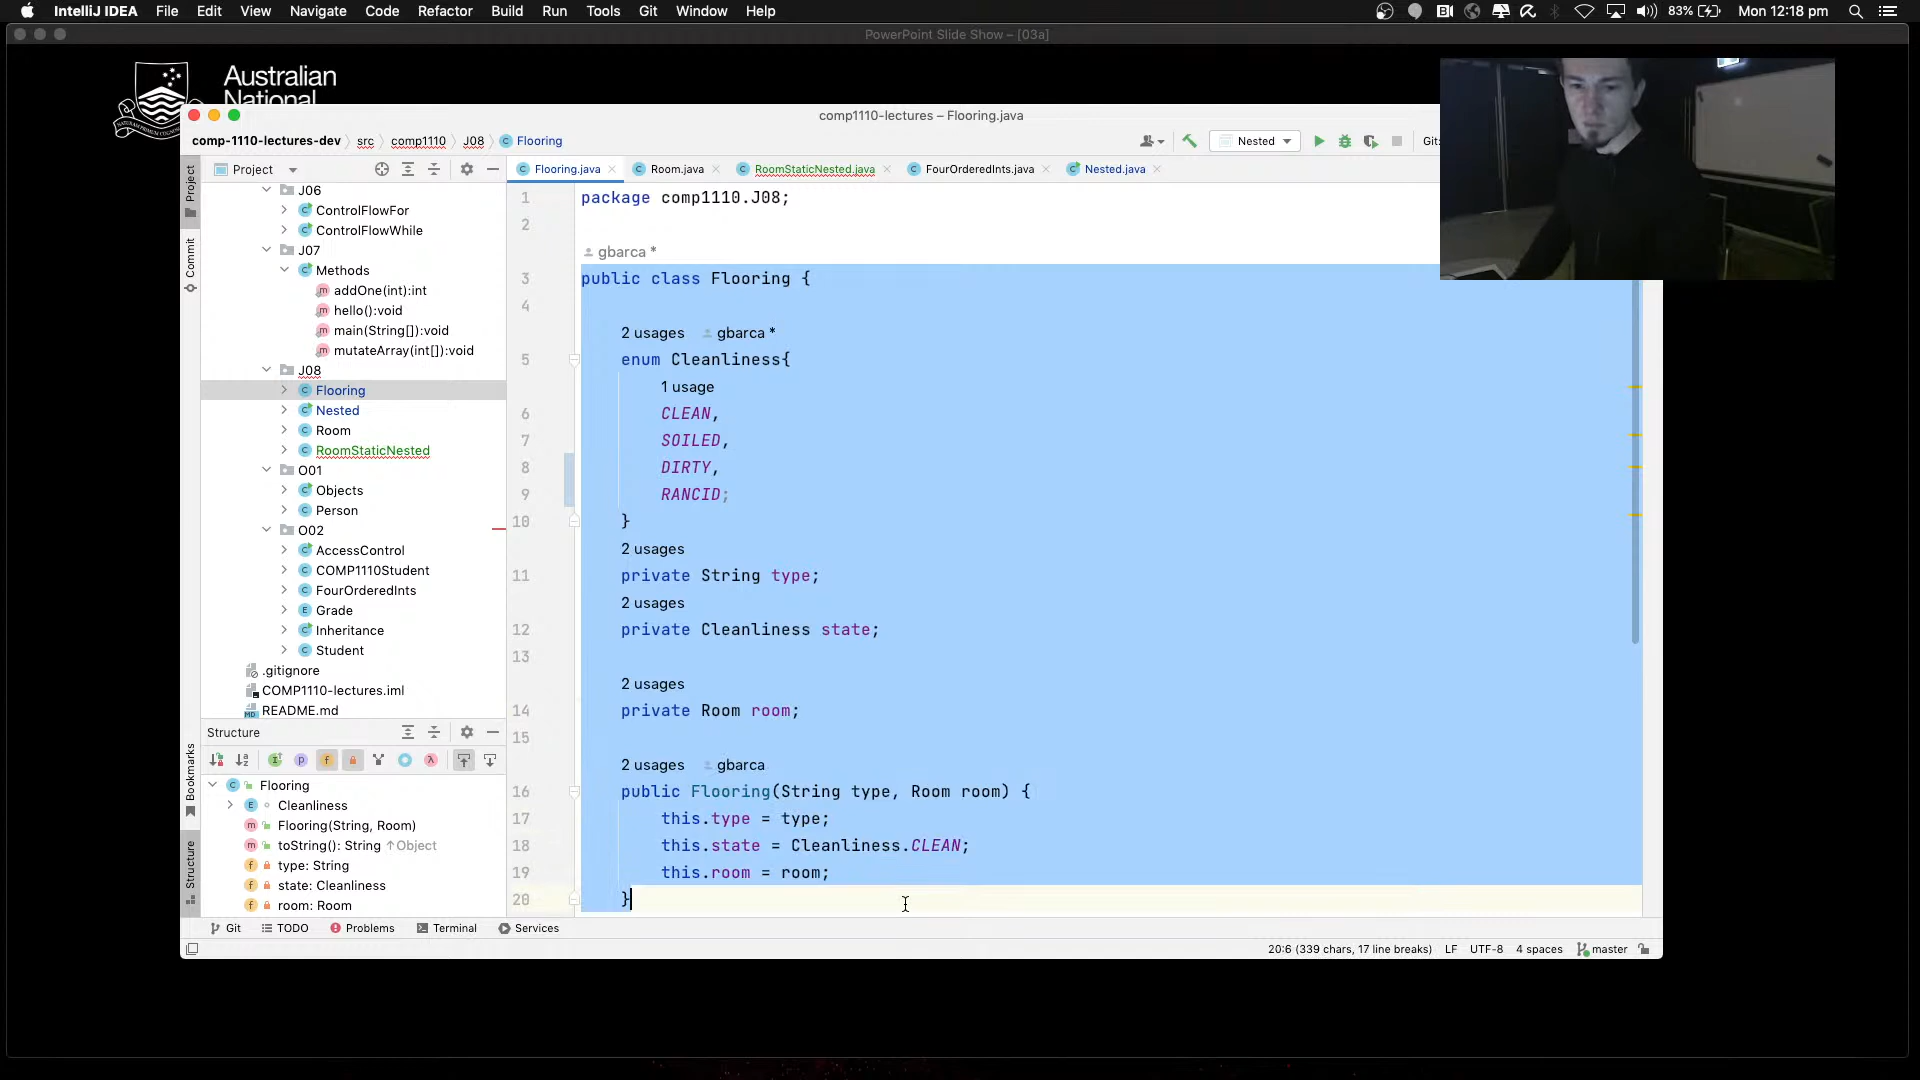 IntelliJ IDEA File Edit View Navigate Code Refactor Build Run Tools Git Window Help 83% Mon 12:18 pm
PowerPoint Slide Show – [03a]
Australian
National
comp1110-lectures – Flooring.java
comp-1110-lectures-dev src comp1110 J08 Flooring Nested Git:
Project Flooring.java Room.java RoomStaticNested.java FourOrderedInts.java Nested.java
Project
Commit
Bookmarks
Structure
J06
ControlFlowFor
ControlFlowWhile
J07
Methods
addOne(int):int
hello():void
main(String[]):void
mutateArray(int[]):void
J08
Flooring
Nested
Room
RoomStaticNested
O01
Objects
Person
O02
AccessControl
COMP1110Student
FourOrderedInts
Grade
Inheritance
Student
.gitignore
COMP1110-lectures.iml
README.md
Structure
Flooring
Cleanliness
Flooring(String, Room)
toString(): String ↑Object
type: String
state: Cleanliness
room: Room
1 package comp1110.J08;
2
gbarca *
3 public class Flooring {
4
2 usages gbarca *
5 enum Cleanliness{
1 usage
6 CLEAN,
7 SOILED,
8 DIRTY,
9 RANCID;
10 }
2 usages
11 private String type;
2 usages
12 private Cleanliness state;
13
2 usages
14 private Room room;
15
2 usages gbarca
16 public Flooring(String type, Room room) {
17 this.type = type;
18 this.state = Cleanliness.CLEAN;
19 this.room = room;
20 }
Git TODO Problems Terminal Services
20:6 (339 chars, 17 line breaks) LF UTF-8 4 spaces master